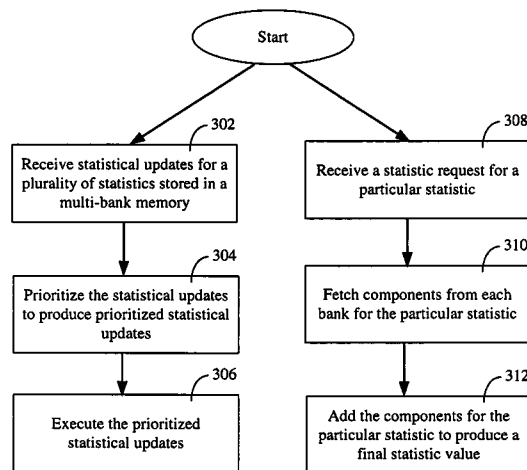 Start
302
Receive statistical updates for a
plurality of statistics stored in a
multi-bank memory
304
Prioritize the statistical updates
to produce prioritized statistical
updates
306
Execute the prioritized
statistical updates
308
Receive a statistic request for a
particular statistic
310
Fetch components from each
bank for the particular statistic
312
Add the components for the
particular statistic to produce a
final statistic value